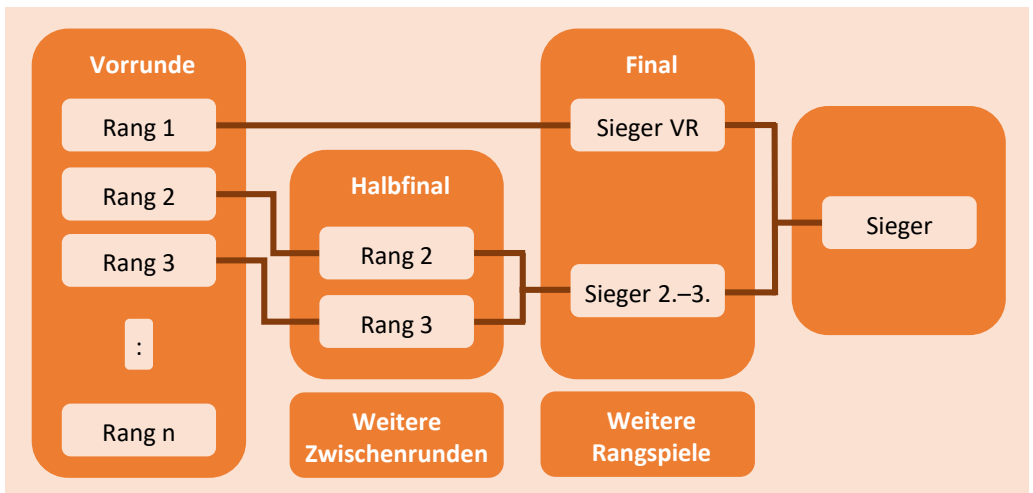 Vorrunde
Rang 1
Rang 2
Rang 3
:
Rang n
Halbfinal
Rang 2
Rang 3
Weitere
Zwischenrunden
Final
Sieger VR
Sieger 2.–3.
Weitere
Rangspiele
Sieger